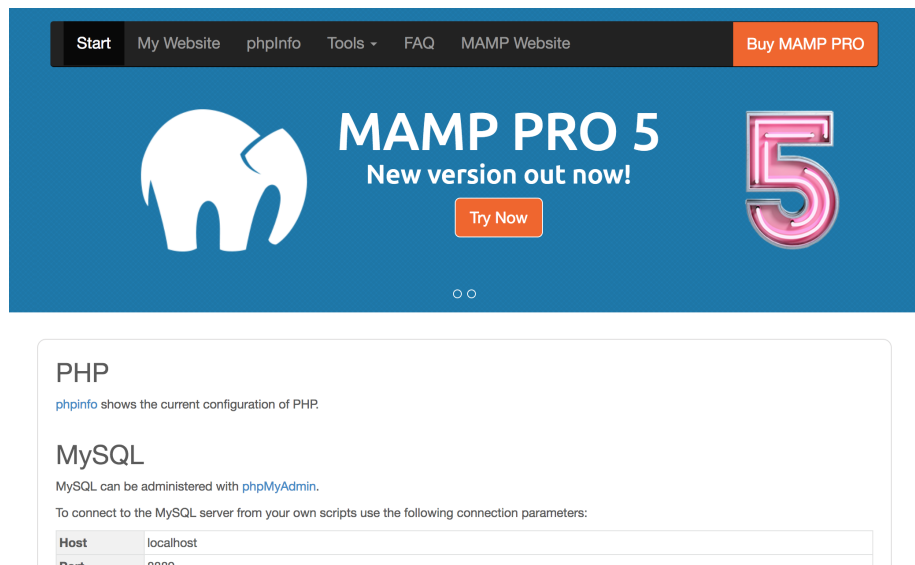 Start My Website phpInfo Tools FAQ MAMP Website Buy MAMP PRO
MAMP PRO 5
New version out now!
Try Now
5
PHP
phpinfo shows the current configuration of PHP.
MySQL
MySQL can be administered with phpMyAdmin.
To connect to the MySQL server from your own scripts use the following connection parameters:
Host localhost